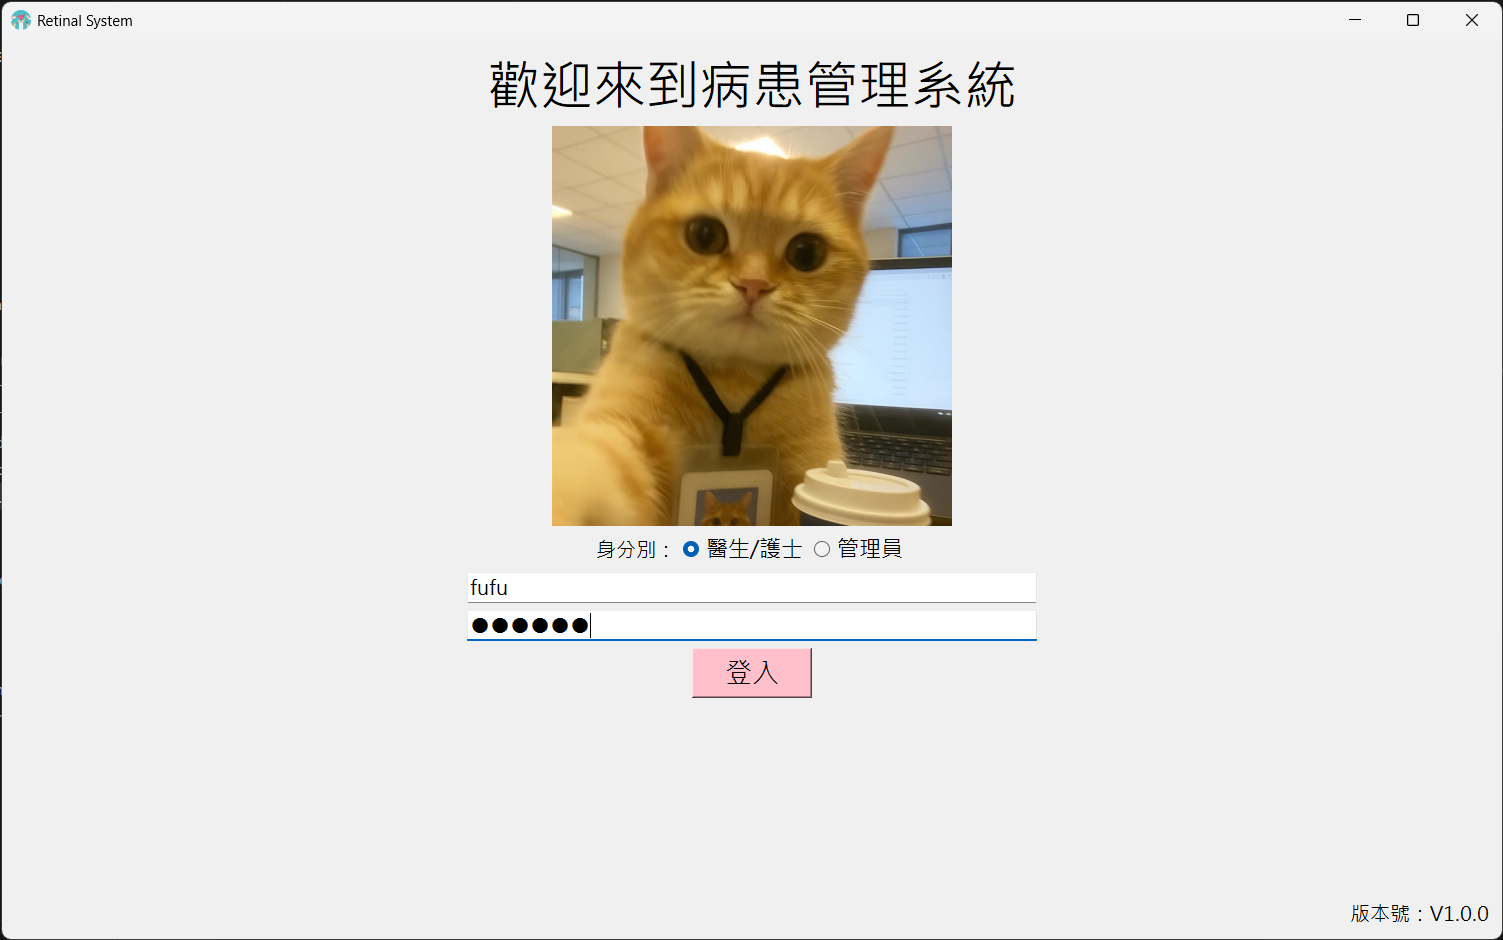 Retinal System
歡迎來到病患管理系統
身分別： 醫生/護士 管理員
fufu
●●●●●●
登入
版本號：V1.0.0